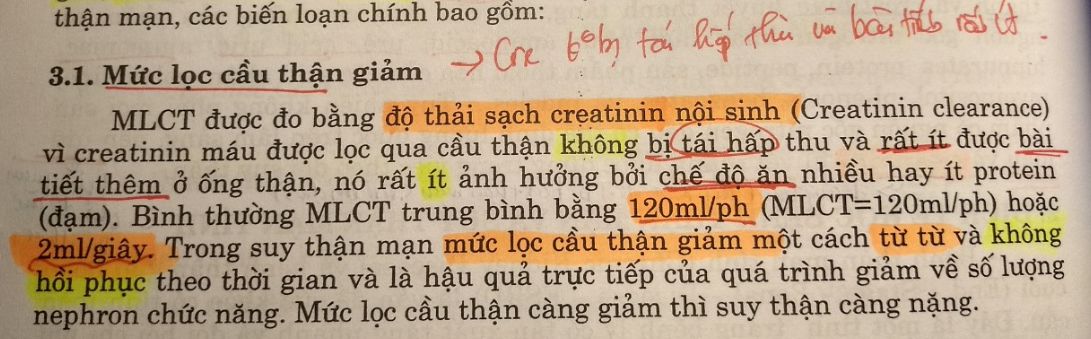 thận mạn, các biến loạn chính bao gồm:
→ Cre 6° bị tái hấp thu và bài tiết rất ít.
3.1. Mức lọc cầu thận giảm
MLCT được đo bằng độ thải sạch creatinin nội sinh (Creatinin clearance)
vì creatinin máu được lọc qua cầu thận không bị tái hấp thu và rất ít được bài
tiết thêm ở ống thận, nó rất ít ảnh hưởng bởi chế độ ăn nhiều hay ít protein
(đạm). Bình thường MLCT trung bình bằng 120ml/ph (MLCT=120ml/ph) hoặc
2ml/giây. Trong suy thận mạn mức lọc cầu thận giảm một cách từ từ và không
hồi phục theo thời gian và là hậu quả trực tiếp của quá trình giảm về số lượng
nephron chức năng. Mức lọc cầu thận càng giảm thì suy thận càng nặng.